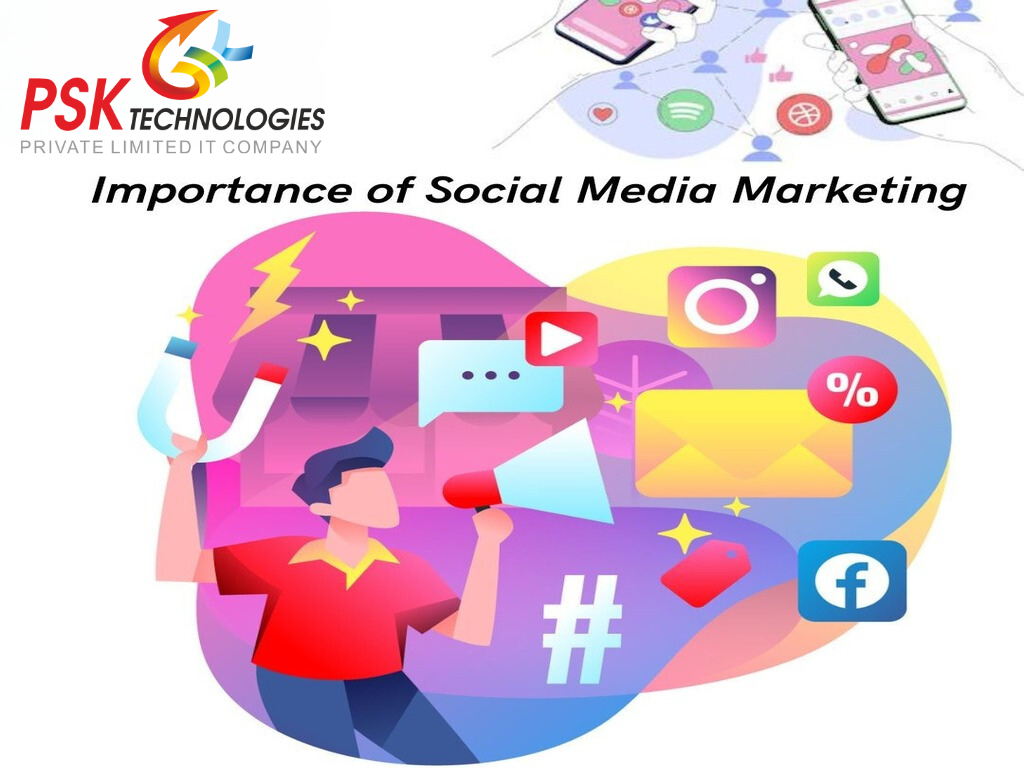 PSK TECHNOLOGIES
PRIVATE LIMITED IT COMPANY
Importance of Social Media Marketing
%
#
f